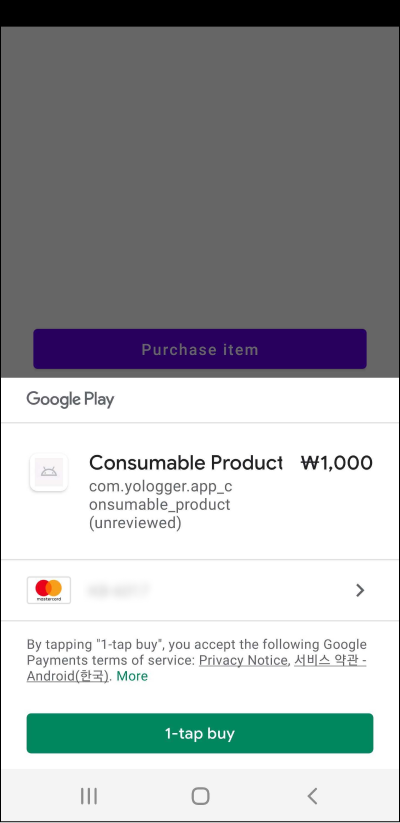 Purchase item
Google Play
Consumable Product ₩1,000
com.yologger.app_c
onsumable_product
(unreviewed)
mastercard
By tapping "1-tap buy", you accept the following Google
Payments terms of service: Privacy Notice, 서비스 약관 -
Android(한국). More
1-tap buy